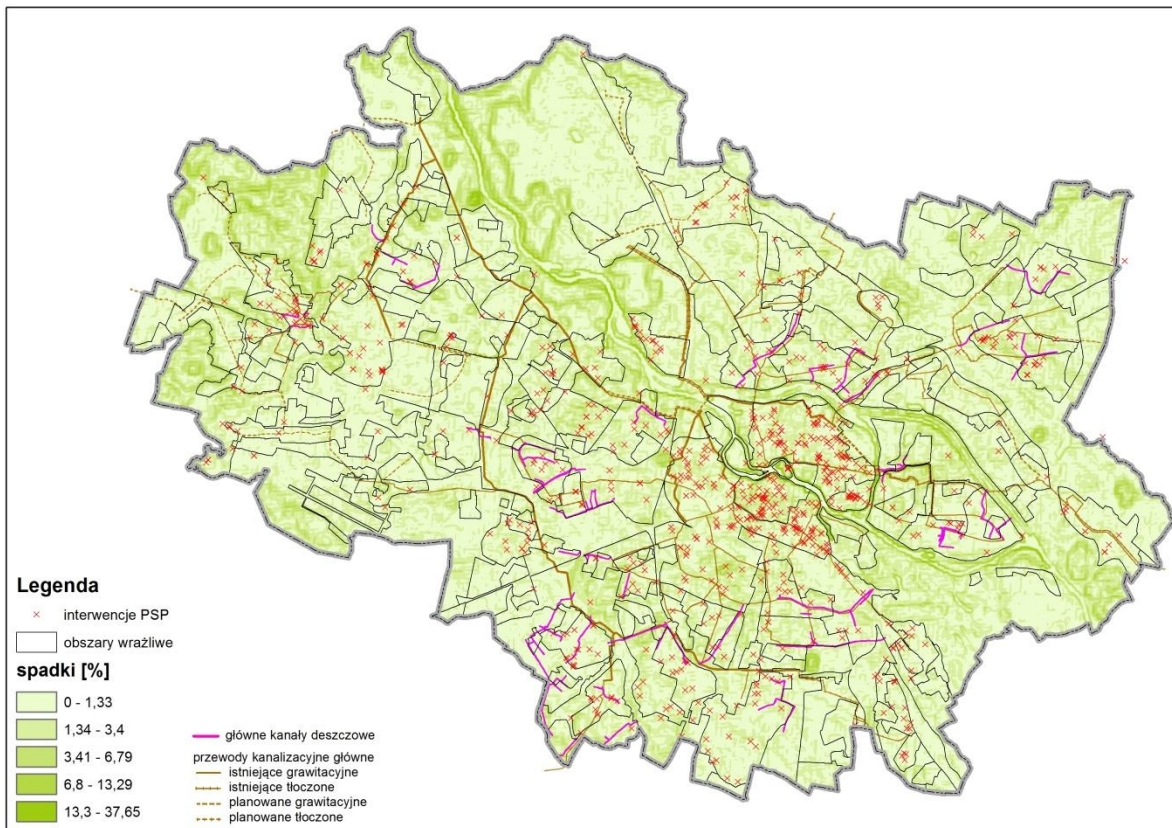 Legenda
interwencje PSP
obszary wrażliwe
spadki [%]
0 - 1,33
1,34 - 3,4
3,41 - 6,79
6,8 - 13,29
13,3 - 37,65
główne kanały deszczowe
przewody kanalizacyjne główne
istniejące grawitacyjne
istniejące tłoczone
planowane grawitacyjne
planowane tłoczone